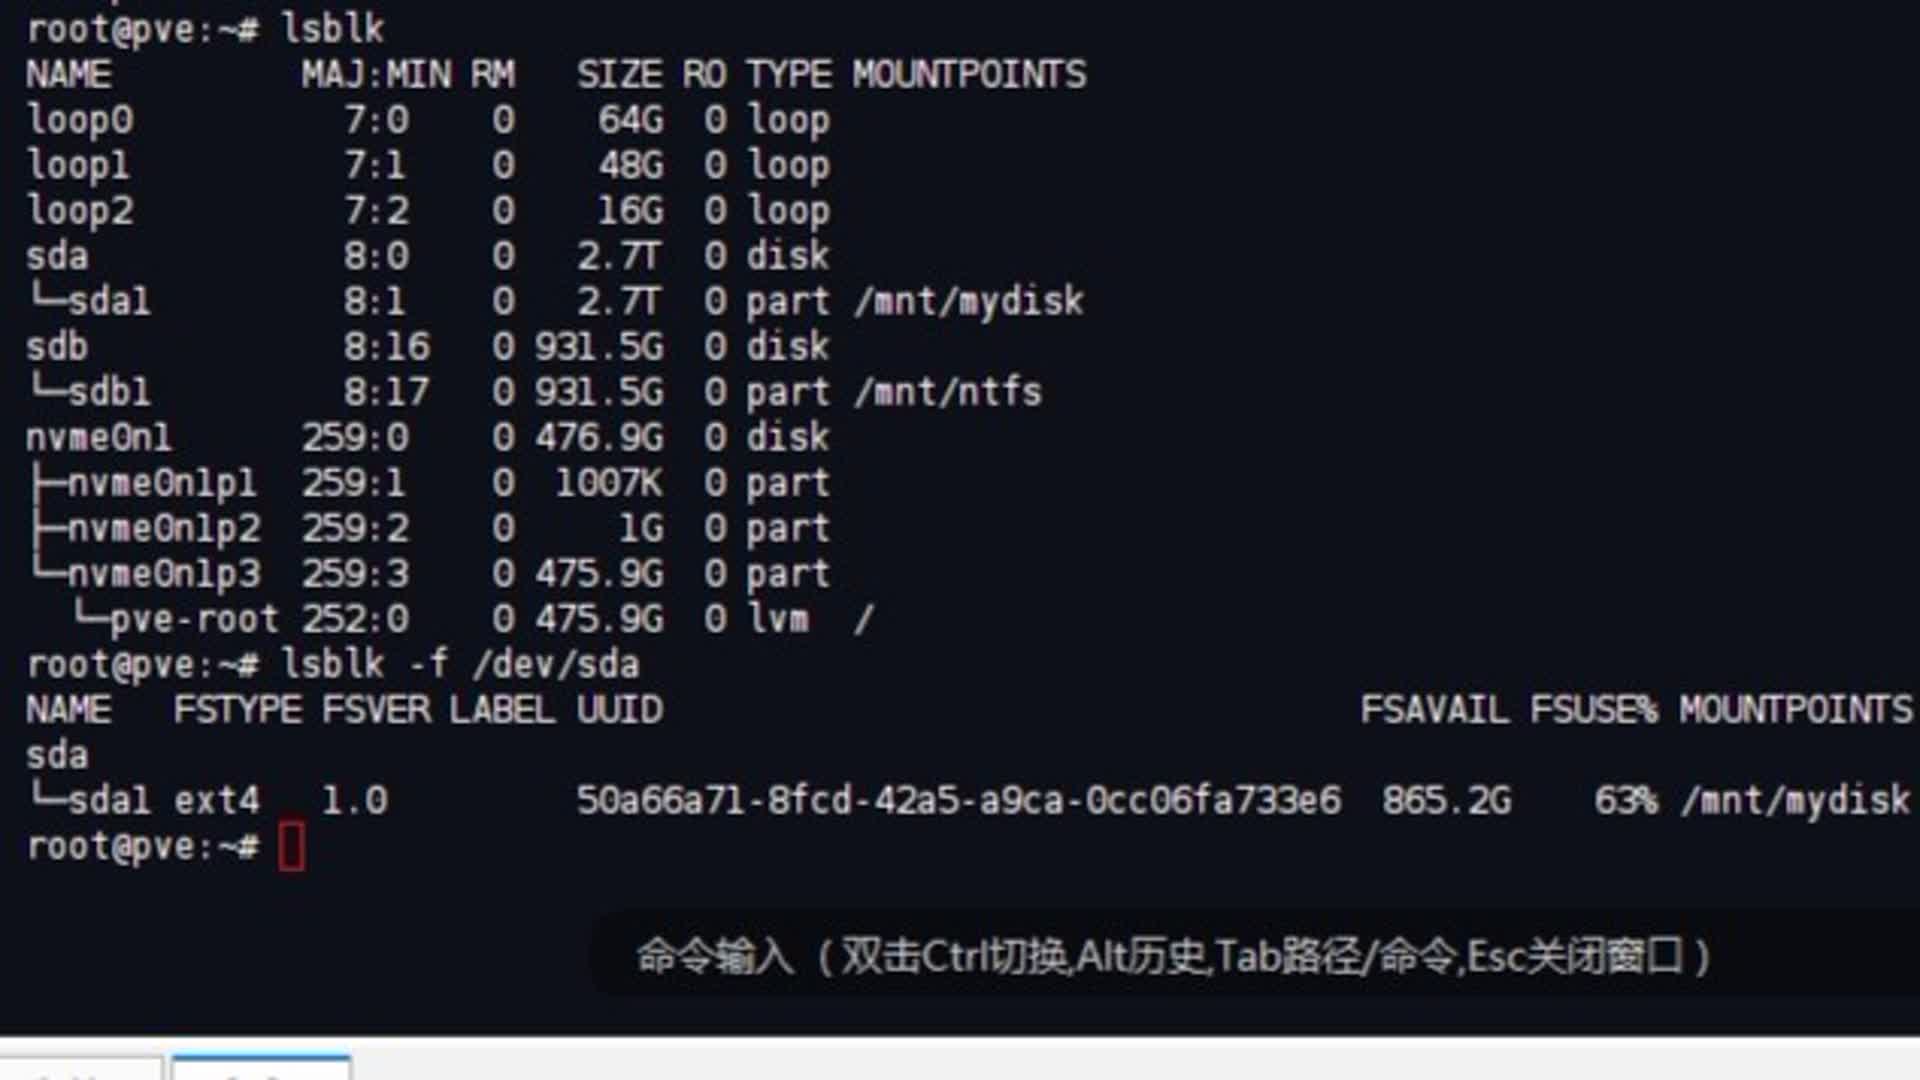 root@pve:~# lsblk
NAME         MAJ:MIN RM   SIZE RO TYPE MOUNTPOINTS
loop0          7:0    0    64G  0 loop
loop1          7:1    0    48G  0 loop
loop2          7:2    0    16G  0 loop
sda            8:0    0   2.7T  0 disk
└─sda1         8:1    0   2.7T  0 part /mnt/mydisk
sdb            8:16   0 931.5G  0 disk
└─sdb1         8:17   0 931.5G  0 part /mnt/ntfs
nvme0n1      259:0    0 476.9G  0 disk
├─nvme0n1p1  259:1    0  1007K  0 part
├─nvme0n1p2  259:2    0     1G  0 part
└─nvme0n1p3  259:3    0 475.9G  0 part
  └─pve-root 252:0    0 475.9G  0 lvm  /
root@pve:~# lsblk -f /dev/sda
NAME   FSTYPE FSVER LABEL UUID                                 FSAVAIL FSUSE% MOUNTPOINTS
sda
└─sda1 ext4   1.0         50a66a71-8fcd-42a5-a9ca-0cc06fa733e6  865.2G    63% /mnt/mydisk
root@pve:~#
命令输入（双击Ctrl切换,Alt历史,Tab路径/命令,Esc关闭窗口）